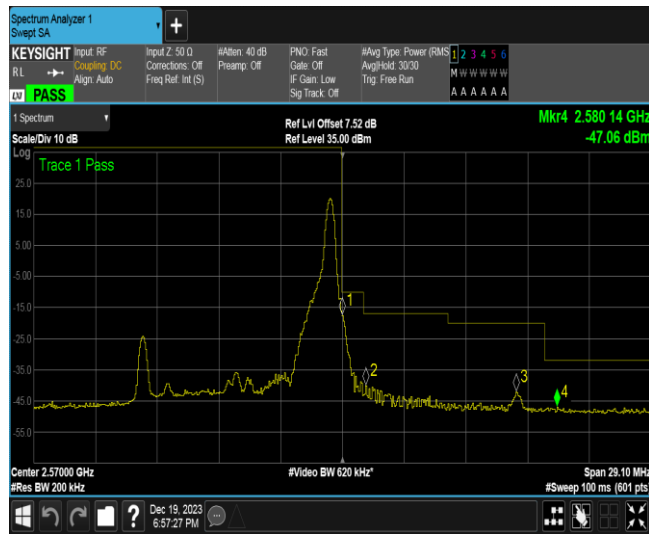 Spectrum Analyzer 1
Swept SA
+
KEYSIGHT
RL
LXI PASS
Input: RF
Coupling: DC
Align: Auto
Input Z: 50 Ω
Corrections: Off
Freq Ref: Int (S)
#Atten: 40 dB
Preamp: Off
PNO: Fast
Gate: Off
IF Gain: Low
Sig Track: Off
#Avg Type: Power (RMS
Avg|Hold: 30/30
Trig: Free Run
1 2 3 4 5 6
M W W W W W
A A A A A A
1 Spectrum
Scale/Div 10 dB
Log
Ref Lvl Offset 7.52 dB
Ref Level 35.00 dBm
Mkr4 2.580 14 GHz
-47.06 dBm
Trace 1 Pass
25.0
15.0
5.00
-5.00
-15.0
-25.0
-35.0
-45.0
-55.0
1
2
3
4
Center 2.57000 GHz
#Res BW 200 kHz
#Video BW 620 kHz*
Span 29.10 MHz
#Sweep 100 ms (601 pts)
?
Dec 19, 2023
6:57:27 PM